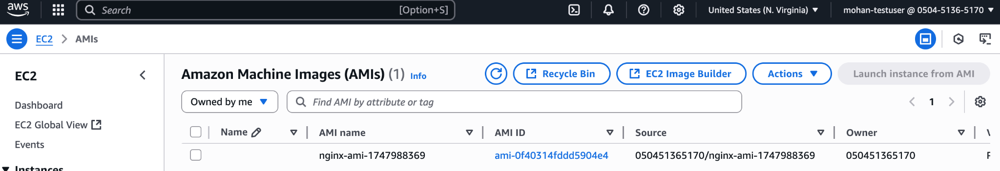 aws Search [Option+S] United States (N. Virginia) mohan-testuser @ 0504-5136-5170
EC2 AMIs
EC2
Dashboard
EC2 Global View
Events
Instances
Amazon Machine Images (AMIs) (1) Info Recycle Bin EC2 Image Builder Actions Launch instance from AMI
Owned by me Find AMI by attribute or tag 1
Name AMI name AMI ID Source Owner
nginx-ami-1747988369 ami-0f40314fddd5904e4 050451365170/nginx-ami-1747988369 050451365170